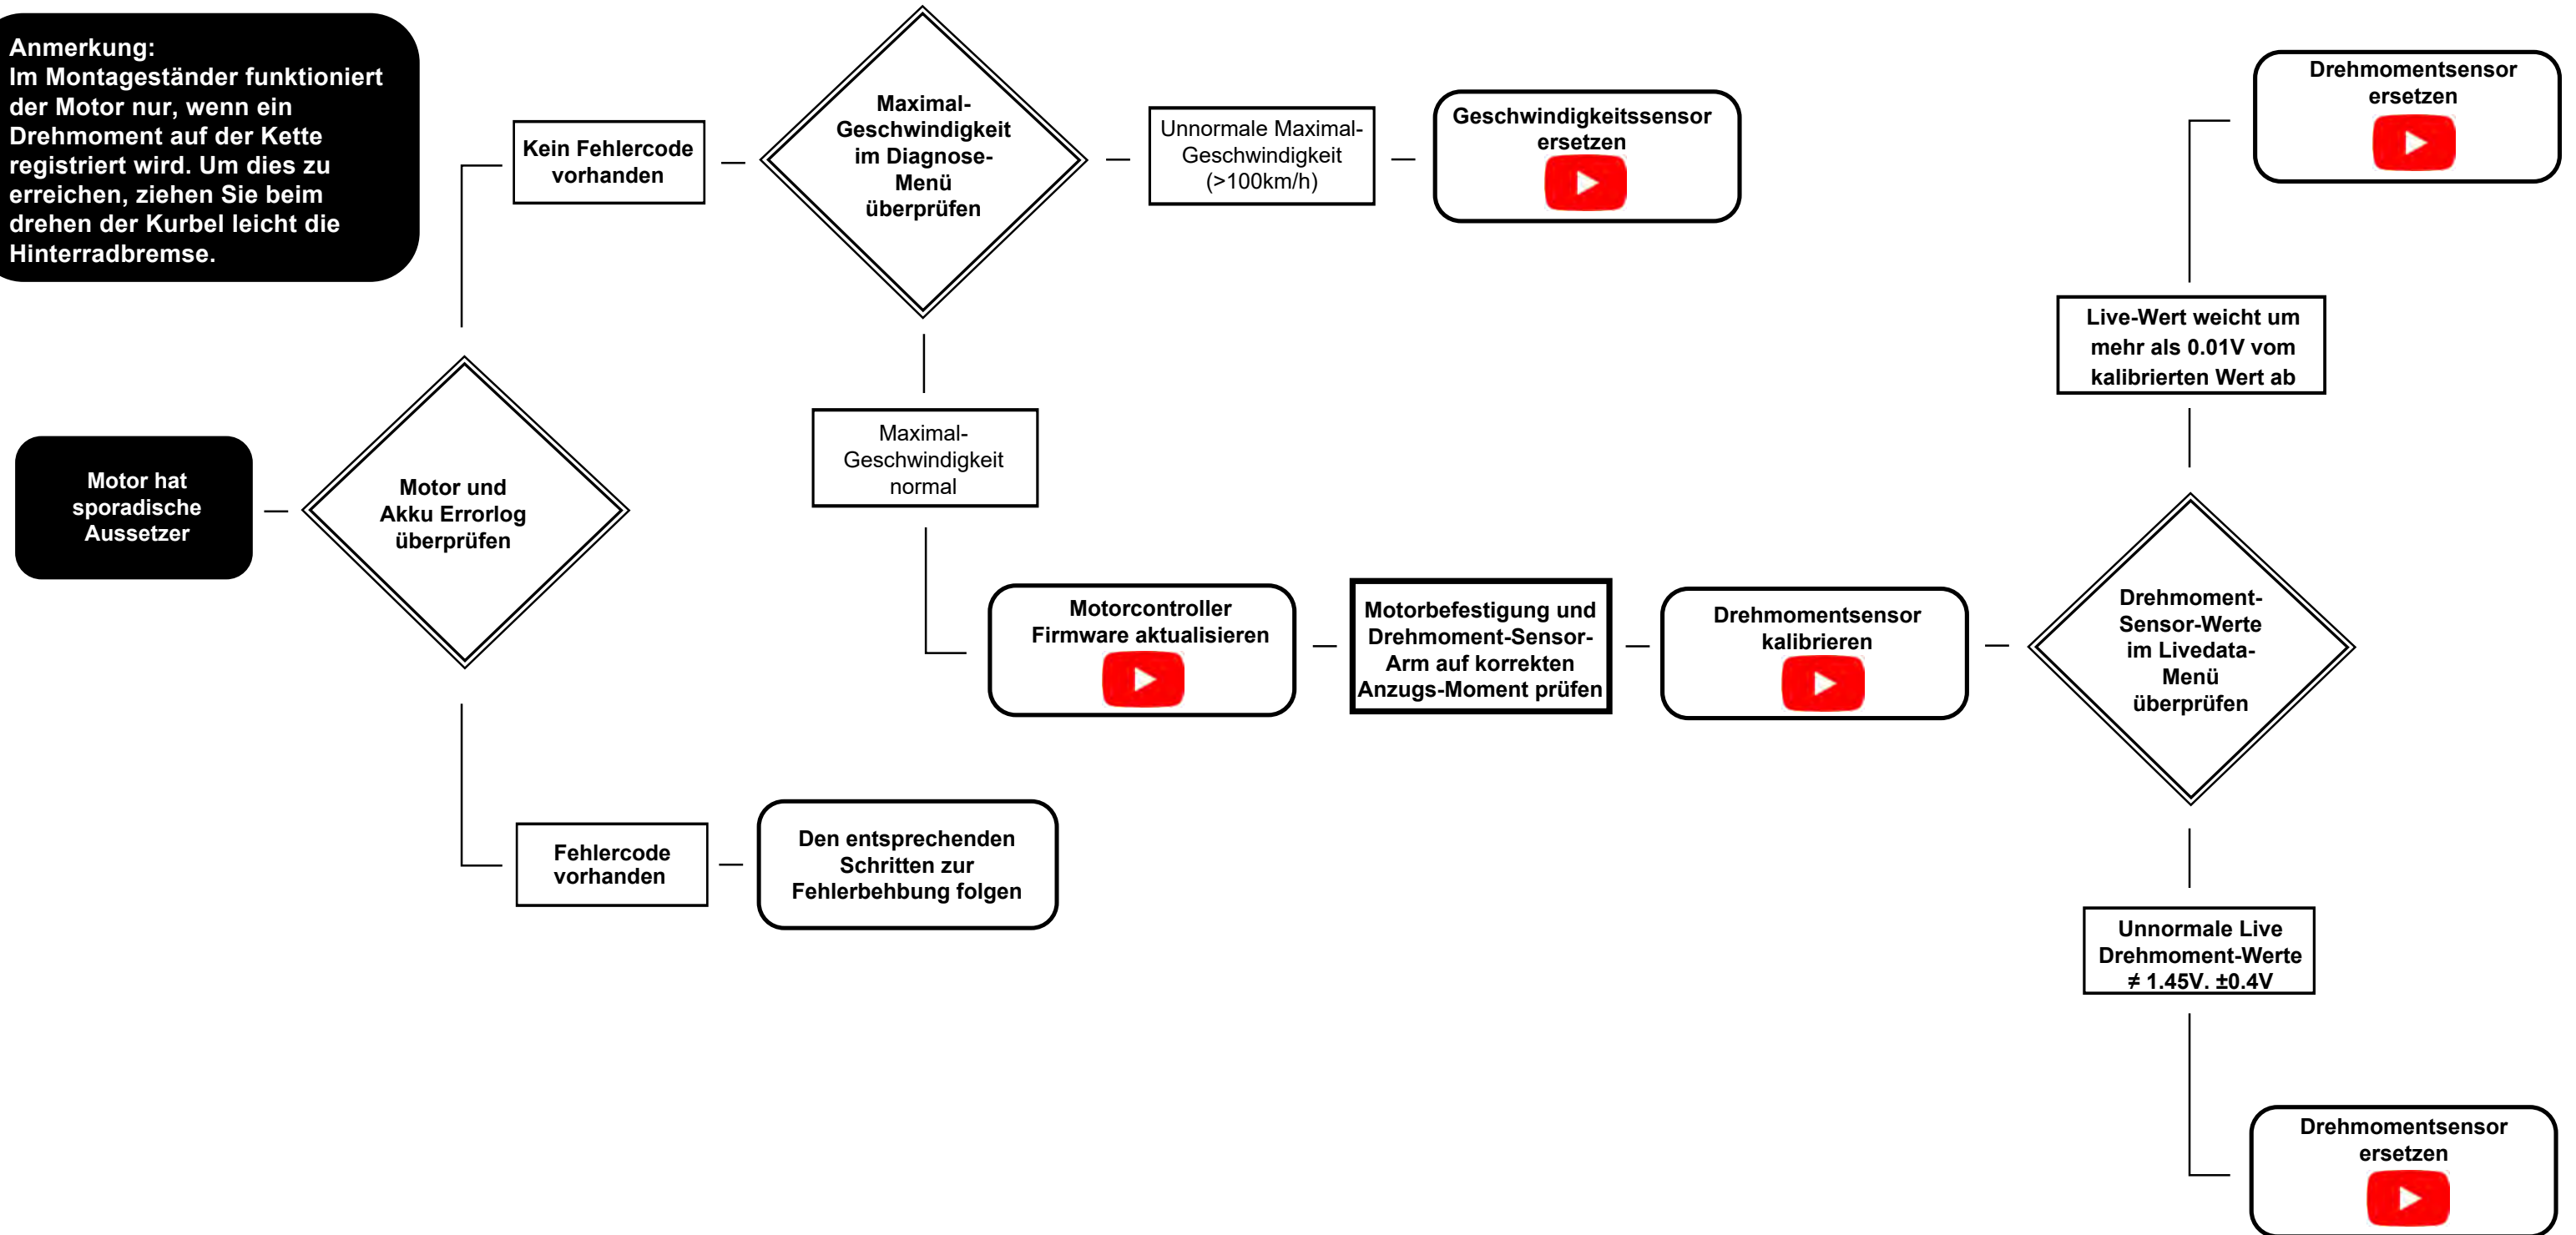 Anmerkung:
Im Montageständer funktioniert
der Motor nur, wenn ein
Drehmoment auf der Kette
registriert wird. Um dies zu
erreichen, ziehen Sie beim
drehen der Kurbel leicht die
Hinterradbremse.
Motor hat
sporadische
Aussetzer
Motor und
Akku Errorlog
überprüfen
Kein Fehlercode
vorhanden
Maximal-
Geschwindigkeit
im Diagnose-
Menü
überprüfen
Unnormale Maximal-
Geschwindigkeit
(>100km/h)
Geschwindigkeitssensor
ersetzen
Maximal-
Geschwindigkeit
normal
Motorcontroller
Firmware aktualisieren
Motorbefestigung und
Drehmoment-Sensor-
Arm auf korrekten
Anzugs-Moment prüfen
Drehmomentsensor
kalibrieren
Drehmoment-
Sensor-Werte
im Livedata-
Menü
überprüfen
Live-Wert weicht um
mehr als 0.01V vom
kalibrierten Wert ab
Drehmomentsensor
ersetzen
Unnormale Live
Drehmoment-Werte
≠ 1.45V. ±0.4V
Drehmomentsensor
ersetzen
Fehlercode
vorhanden
Den entsprechenden
Schritten zur
Fehlerbehbung folgen